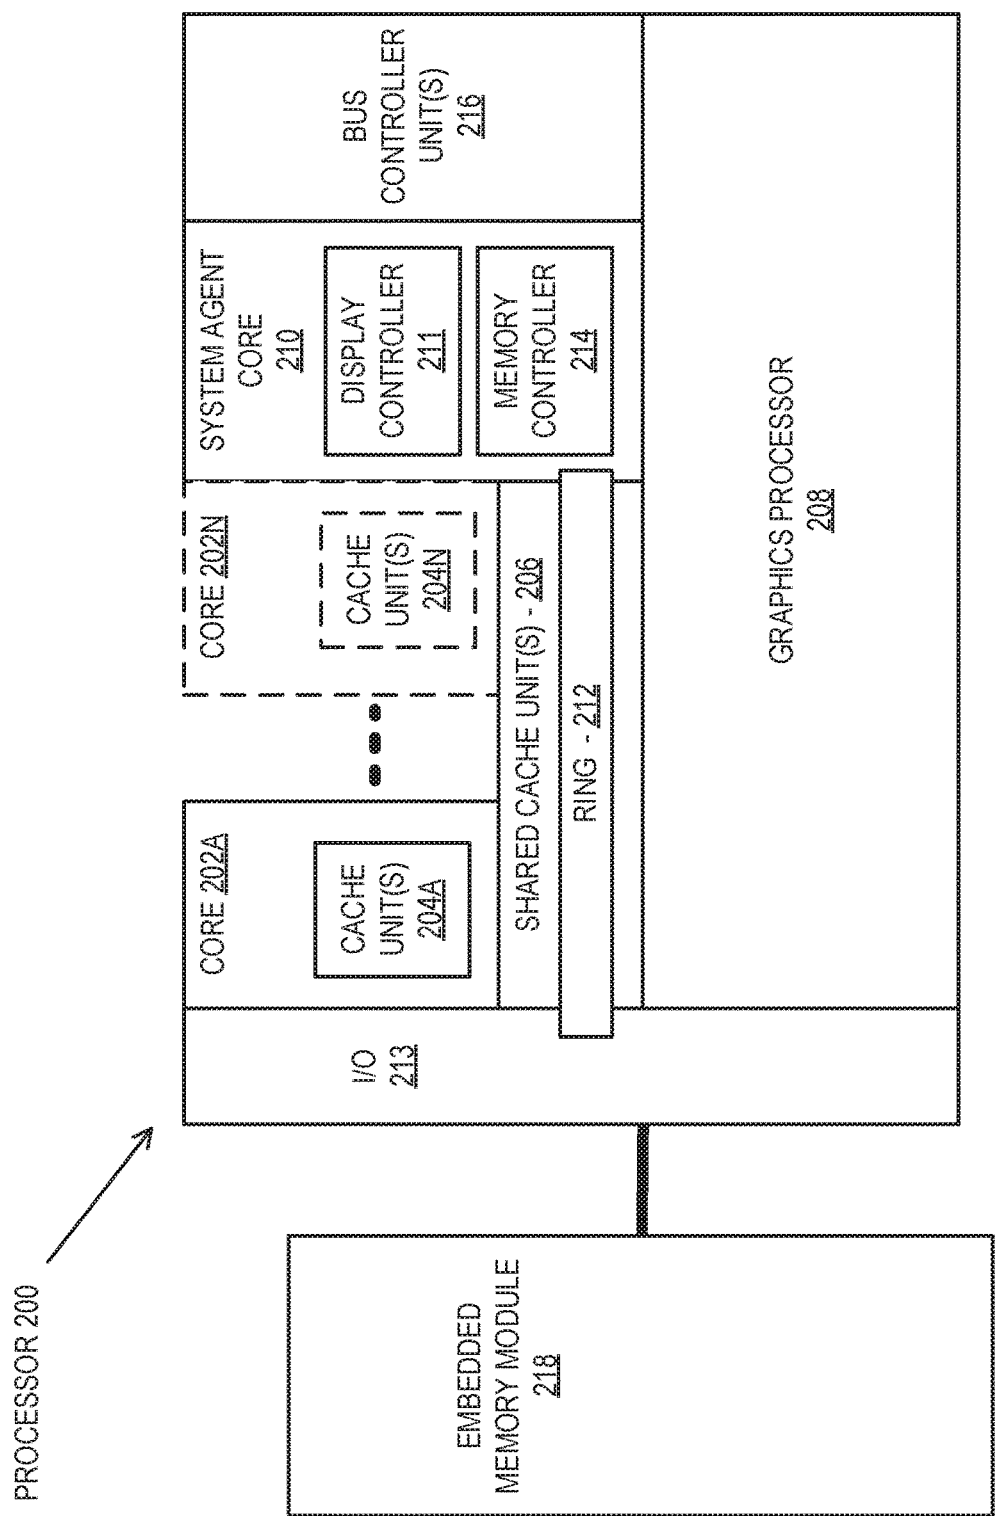 PROCESSOR 200
EMBEDDED
MEMORY MODULE
218
I/O
213
CORE 202A
CACHE
UNIT(S)
204A
CORE 202N
CACHE
UNIT(S)
204N
SHARED CACHE UNIT(S) - 206
RING - 212
SYSTEM AGENT
CORE
210
DISPLAY
CONTROLLER
211
MEMORY
CONTROLLER
214
BUS
CONTROLLER
UNIT(S)
216
GRAPHICS PROCESSOR
208